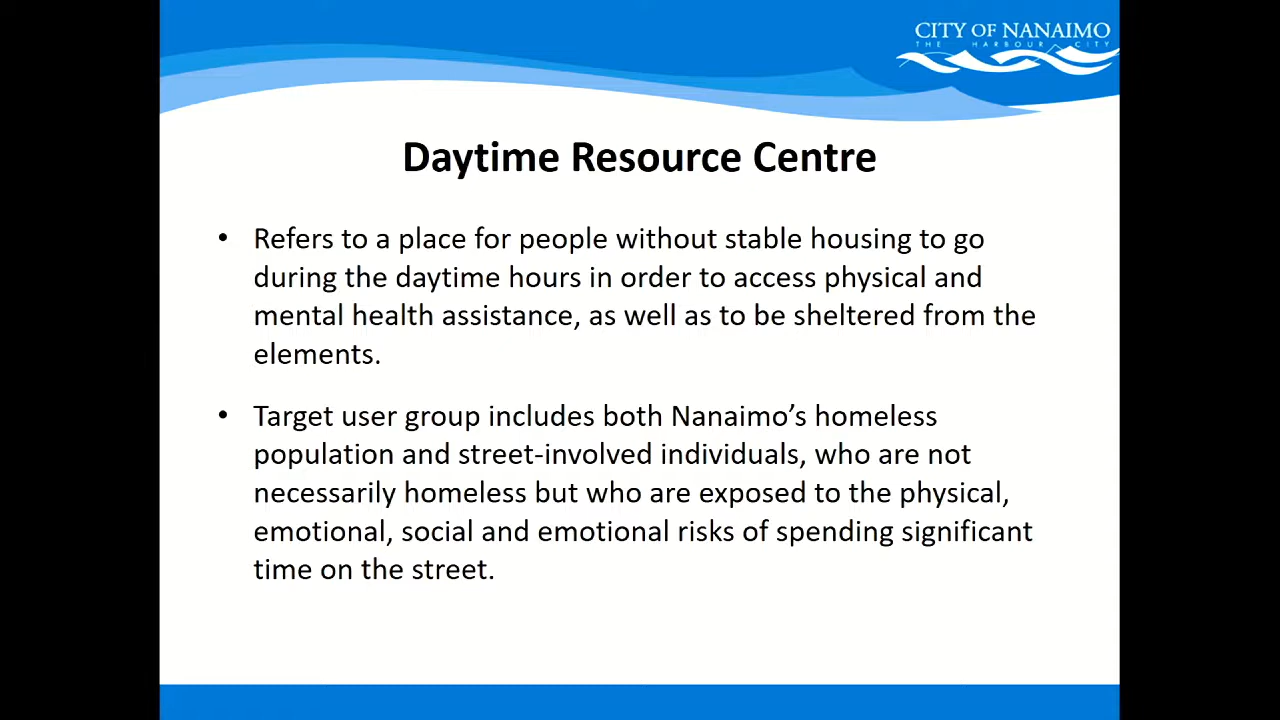 CITY OF NANAIMO
THE HARBOUR CITY
Daytime Resource Centre
• Refers to a place for people without stable housing to go
during the daytime hours in order to access physical and
mental health assistance, as well as to be sheltered from the
elements.
• Target user group includes both Nanaimo’s homeless
population and street-involved individuals, who are not
necessarily homeless but who are exposed to the physical,
emotional, social and emotional risks of spending significant
time on the street.